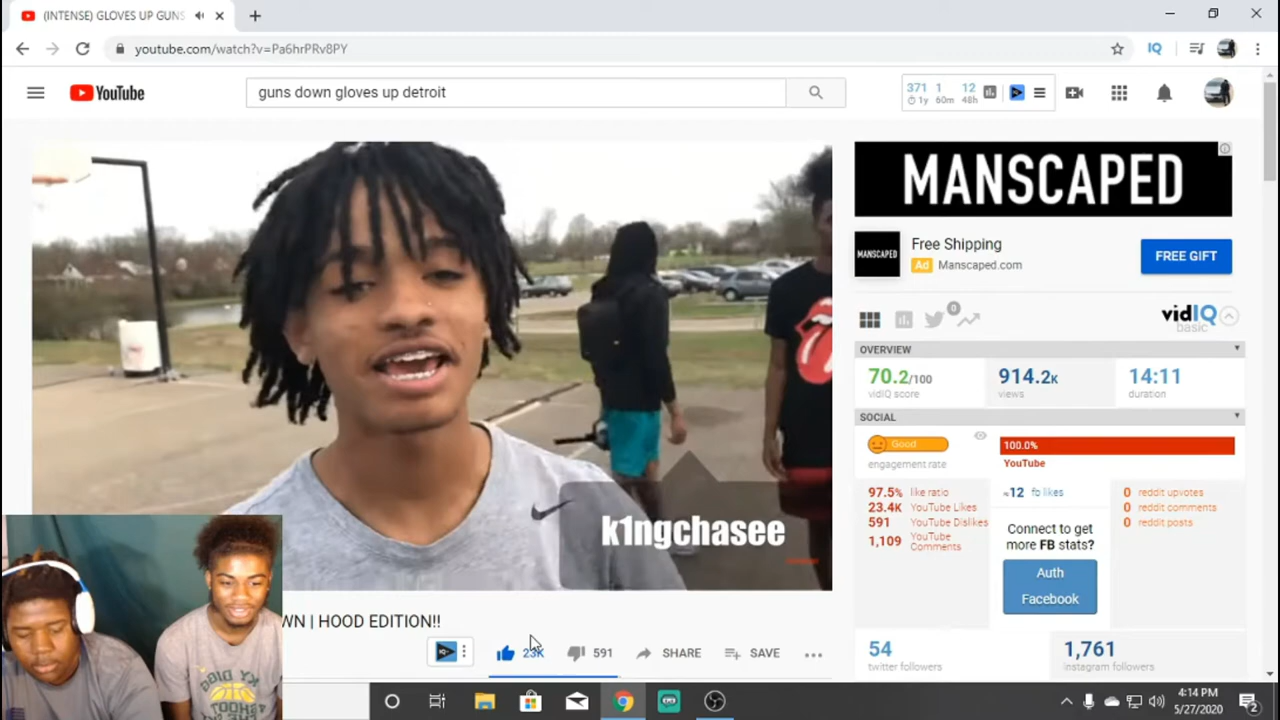 (INTENSE) GLOVES UP GUNS
youtube.com/watch?v=Pa6hrPRv8PY
IQ
YouTube
guns down gloves up detroit
371 1 12
1y 60m 48h
k1ngchasee
MANSCAPED
MANSCAPED
Free Shipping
Ad Manscaped.com
FREE GIFT
0
vidIQ
basic
OVERVIEW
70.2/100
vidIQ score
914.2K
views
14:11
duration
SOCIAL
Good
engagement rate
100.0%
YouTube
97.5% like ratio
23.4K YouTube Likes
591 YouTube Dislikes
1,109 YouTube Comments
≈12 fb likes
Connect to get
more FB stats?
Auth
Facebook
0 reddit upvotes
0 reddit comments
0 reddit posts
54
twitter followers
1,761
instagram followers
WN | HOOD EDITION!!
23K
591
SHARE
SAVE
4:14 PM
5/27/2020
2